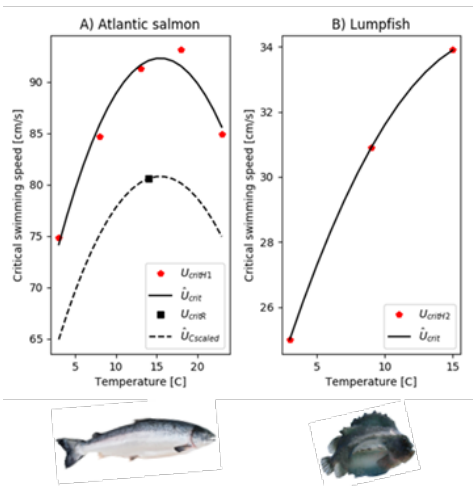 A) Atlantic salmon
Critical swimming speed [cm/s]
90
85
80
75
70
65
U_critH1
Û_crit
U_critR
Û_Cscaled
5 10 15 20
Temperature [C]
B) Lumpfish
Critical swimming speed [cm/s]
34
32
30
28
26
U_critH2
Û_crit
5 10 15
Temperature [C]